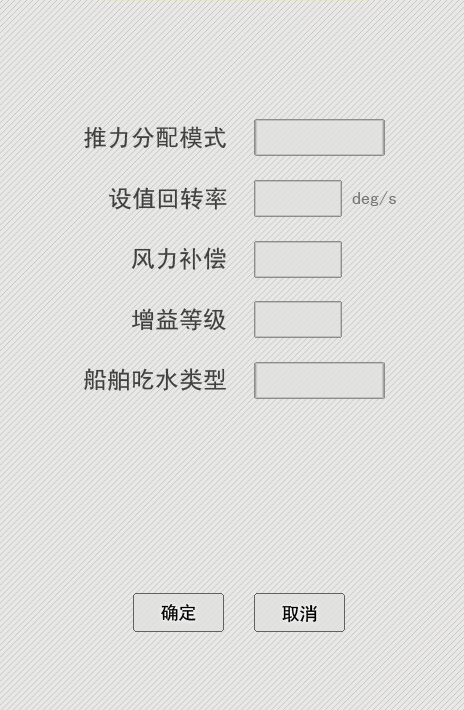 推力分配模式
设值回转率 deg/s
风力补偿
增益等级
船舶吃水类型
确定 取消